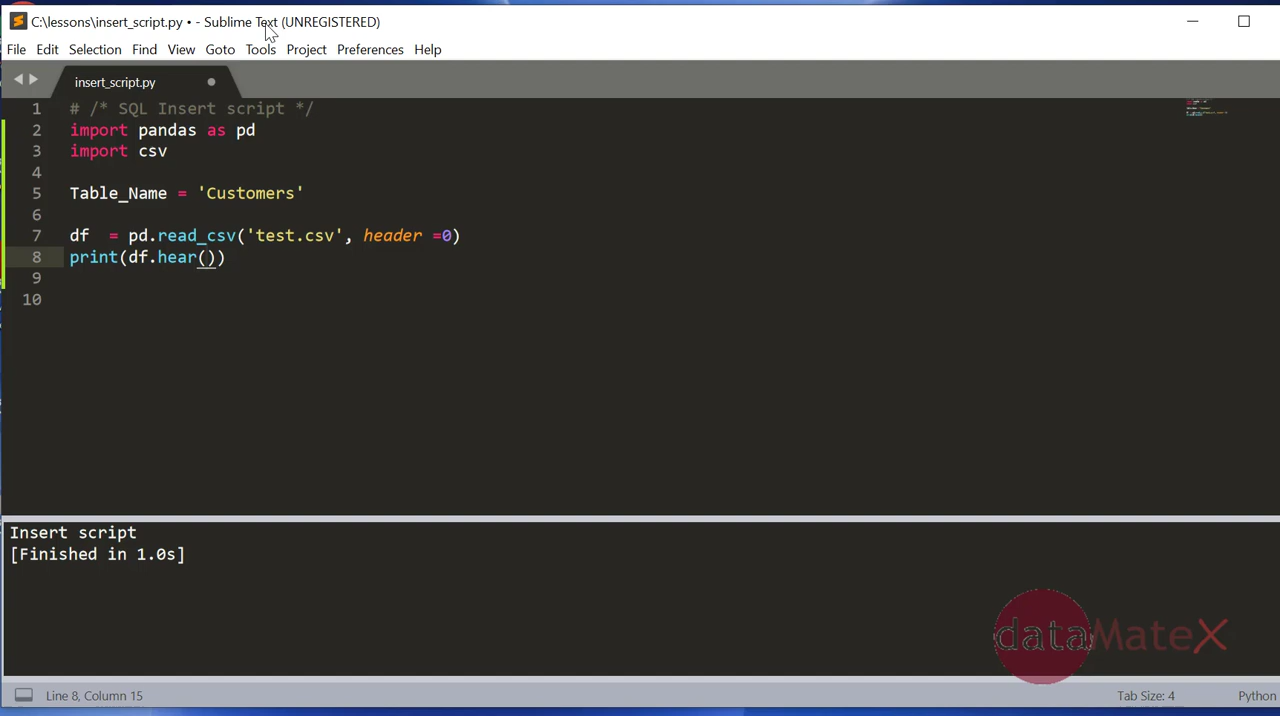 C:\lessons\insert_script.py • - Sublime Text (UNREGISTERED)
File Edit Selection Find View Goto Tools Project Preferences Help
insert_script.py
1 # /* SQL Insert script */
2 import pandas as pd
3 import csv
4
5 Table_Name = 'Customers'
6
7 df  = pd.read_csv('test.csv', header =0)
8 print(df.hear())
9
10
Insert script
[Finished in 1.0s]
dataMateX
Line 8, Column 15 Tab Size: 4 Python